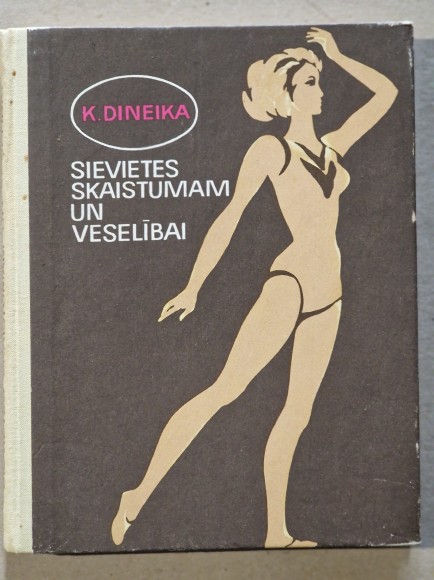 K. DINEIKA
SIEVIETES
SKAISTUMAM
UN
VESELĪBAI